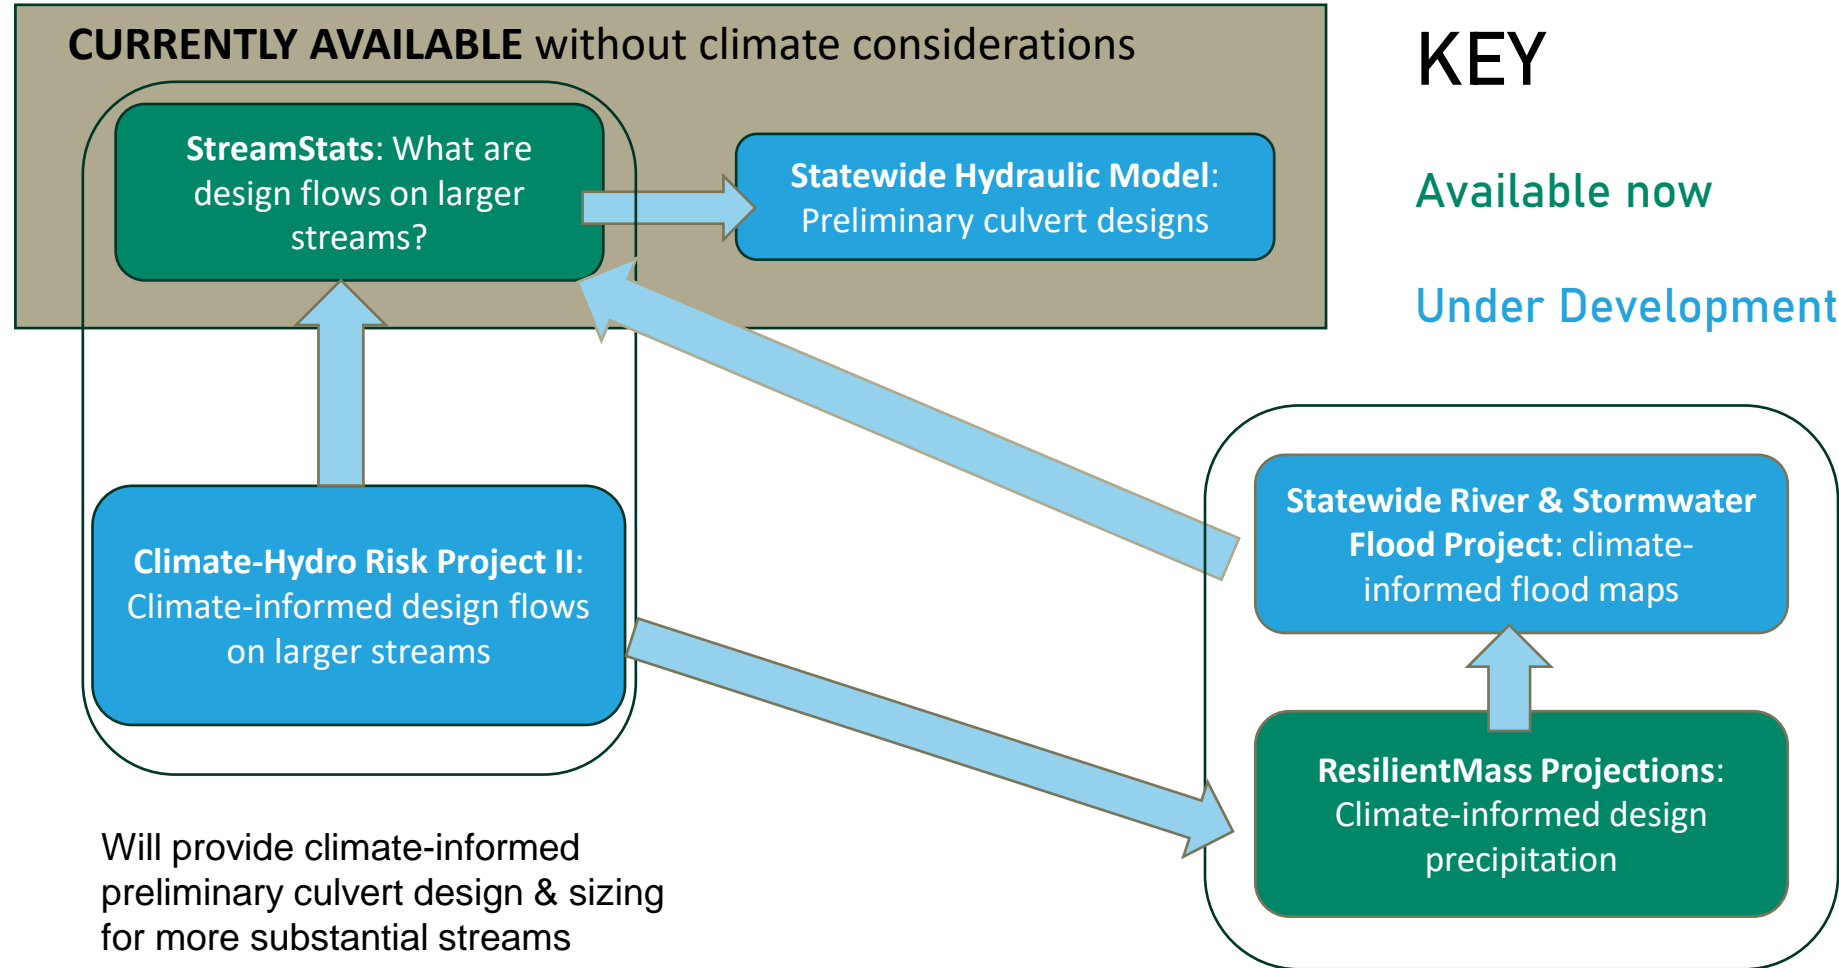 CURRENTLY AVAILABLE without climate considerations
StreamStats: What are
design flows on larger
streams?
Statewide Hydraulic Model:
Preliminary culvert designs
KEY
Available now
Under Development
Climate-Hydro Risk Project II:
Climate-informed design flows
on larger streams
Statewide River & Stormwater
Flood Project: climate-
informed flood maps
ResilientMass Projections:
Climate-informed design
precipitation
Will provide climate-informed
preliminary culvert design & sizing
for more substantial streams